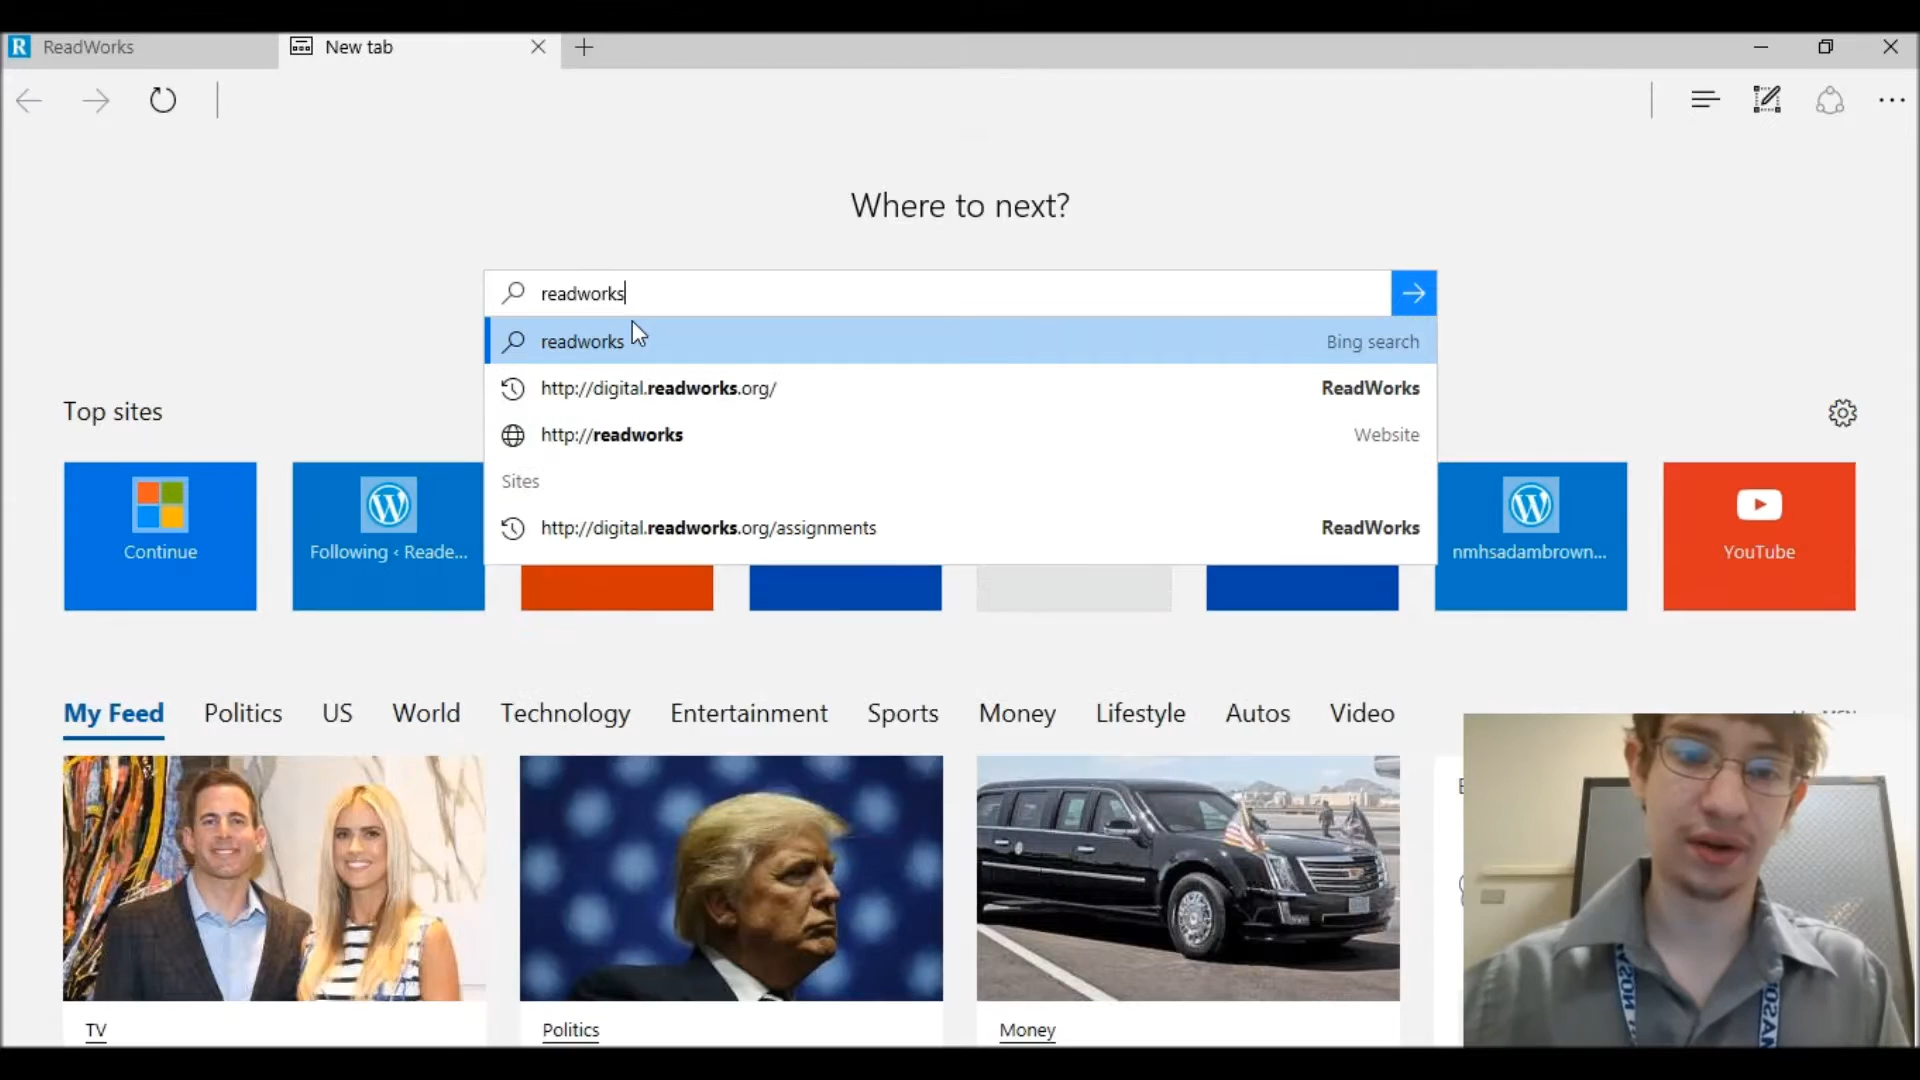 R ReadWorks
New tab
Where to next?
readworks
readworks Bing search
http://digital.readworks.org/ ReadWorks
http://readworks Website
Sites
http://digital.readworks.org/assignments ReadWorks
Top sites
Continue
Following ‹ Reade...
nmhsadambrown...
YouTube
My Feed Politics US World Technology Entertainment Sports Money Lifestyle Autos Video
TV
Politics
Money